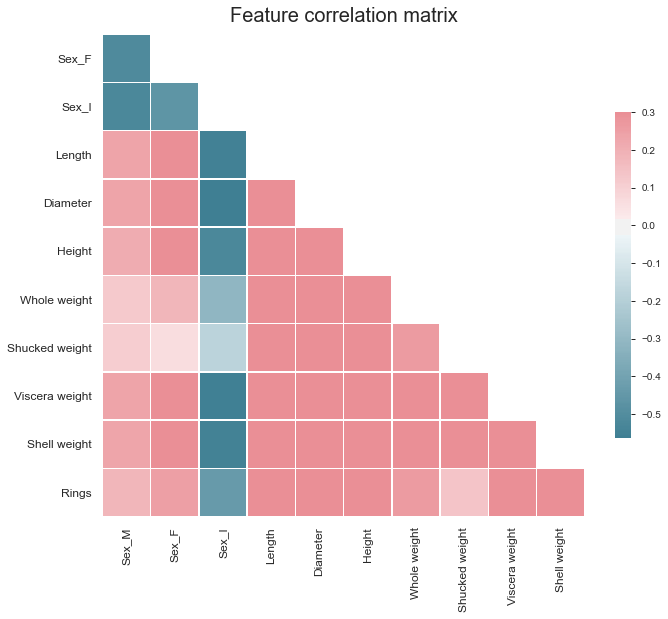 Feature correlation matrix
Sex_F
Sex_I
Length
Diameter
Height
Whole weight
Shucked weight
Viscera weight
Shell weight
Rings
Sex_M
Sex_F
Sex_I
Length
Diameter
Height
Whole weight
Shucked weight
Viscera weight
Shell weight
0.3
0.2
0.1
0.0
−0.1
−0.2
−0.3
−0.4
−0.5